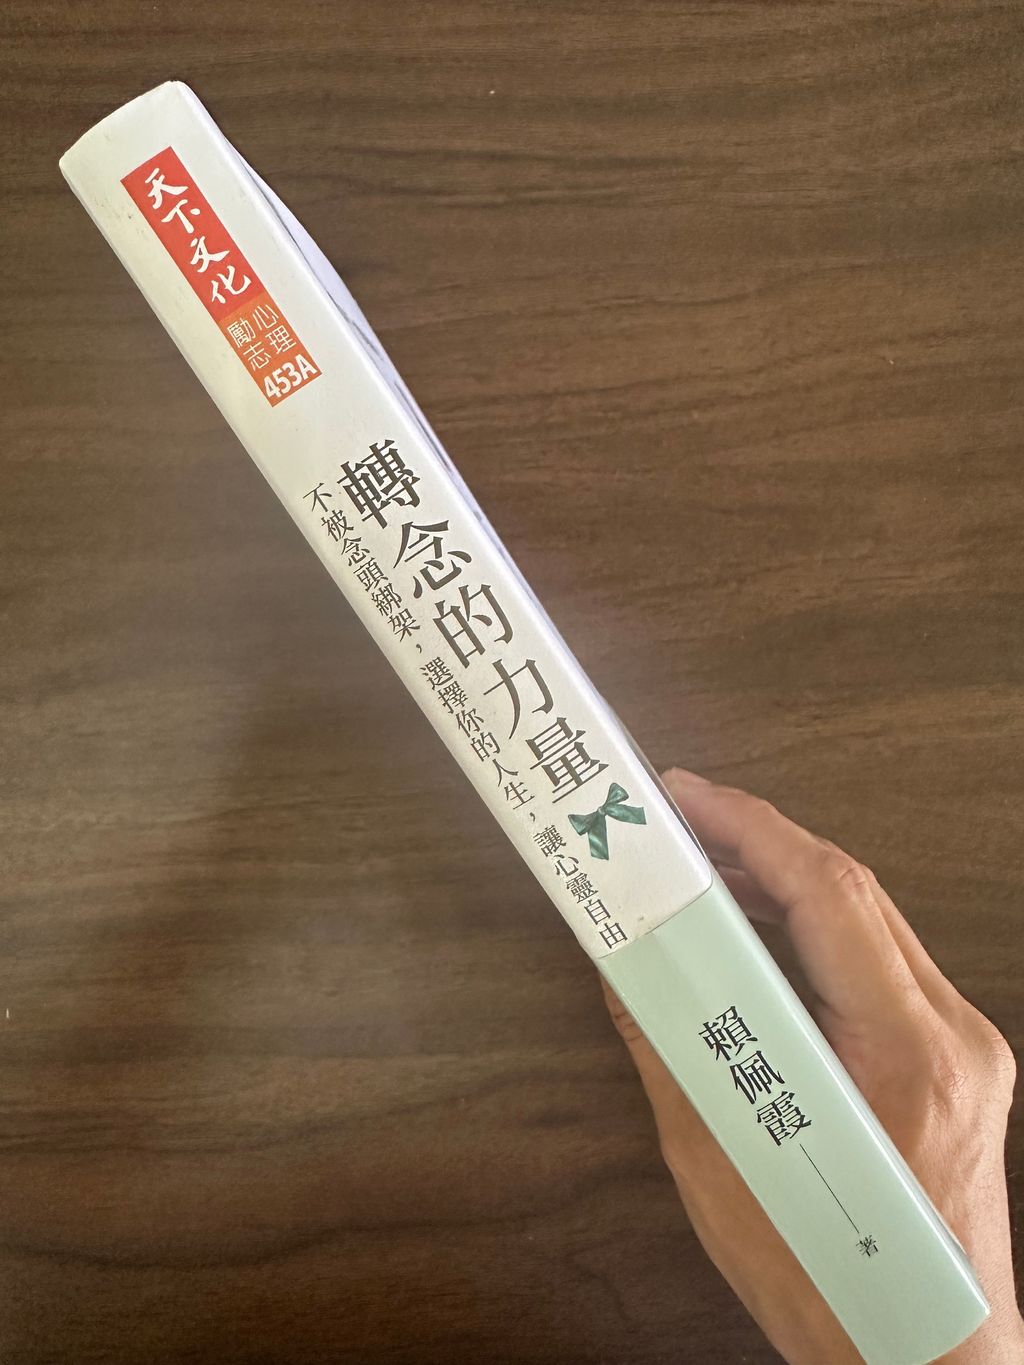 天下文化
心理
勵志
453A
轉念的力量
不被念頭綁架，選擇你的人生，讓心靈自由
賴佩霞
著